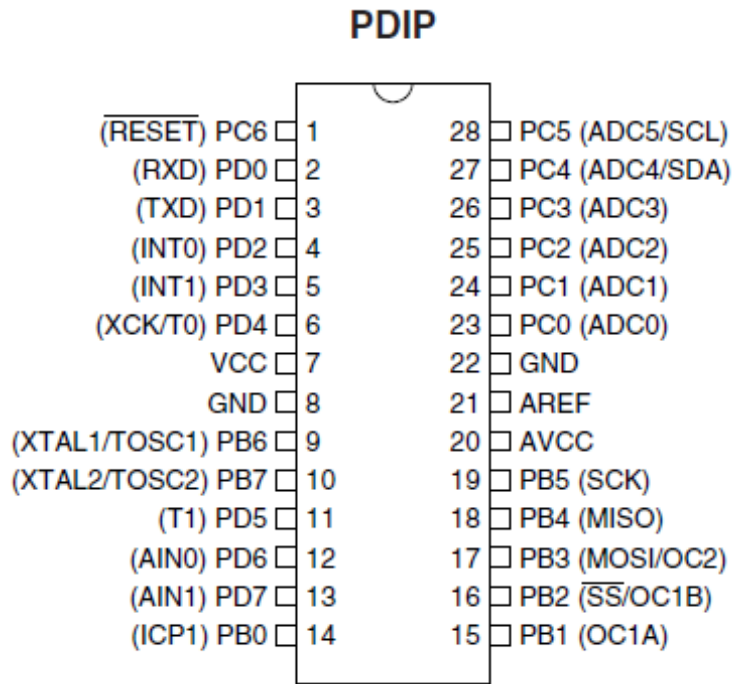 PDIP
(RESET) PC6 1 28 PC5 (ADC5/SCL)
(RXD) PD0 2 27 PC4 (ADC4/SDA)
(TXD) PD1 3 26 PC3 (ADC3)
(INT0) PD2 4 25 PC2 (ADC2)
(INT1) PD3 5 24 PC1 (ADC1)
(XCK/T0) PD4 6 23 PC0 (ADC0)
VCC 7 22 GND
GND 8 21 AREF
(XTAL1/TOSC1) PB6 9 20 AVCC
(XTAL2/TOSC2) PB7 10 19 PB5 (SCK)
(T1) PD5 11 18 PB4 (MISO)
(AIN0) PD6 12 17 PB3 (MOSI/OC2)
(AIN1) PD7 13 16 PB2 (SS/OC1B)
(ICP1) PB0 14 15 PB1 (OC1A)